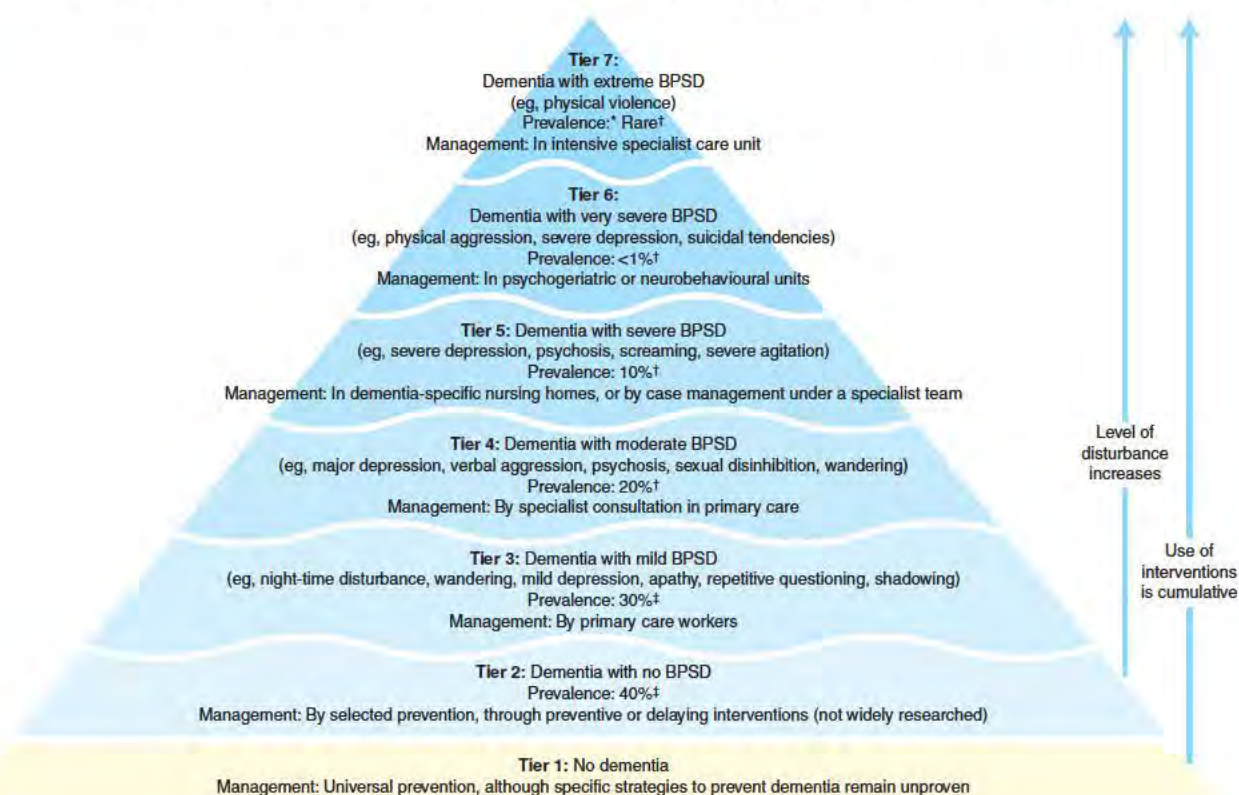 Tier 7:
Dementia with extreme BPSD
(eg, physical violence)
Prevalence:* Rare†
Management: In intensive specialist care unit
Tier 6:
Dementia with very severe BPSD
(eg, physical aggression, severe depression, suicidal tendencies)
Prevalence: <1%†
Management: In psychogeriatric or neurobehavioural units
Tier 5: Dementia with severe BPSD
(eg, severe depression, psychosis, screaming, severe agitation)
Prevalence: 10%†
Management: In dementia-specific nursing homes, or by case management under a specialist team
Tier 4: Dementia with moderate BPSD
(eg, major depression, verbal aggression, psychosis, sexual disinhibition, wandering)
Prevalence: 20%†
Management: By specialist consultation in primary care
Tier 3: Dementia with mild BPSD
(eg, night-time disturbance, wandering, mild depression, apathy, repetitive questioning, shadowing)
Prevalence: 30%‡
Management: By primary care workers
Tier 2: Dementia with no BPSD
Prevalence: 40%‡
Management: By selected prevention, through preventive or delaying interventions (not widely researched)
Tier 1: No dementia
Management: Universal prevention, although specific strategies to prevent dementia remain unproven
Level of
disturbance
increases
Use of
interventions
is cumulative